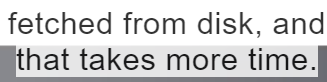 fetched from disk, and
that takes more time.